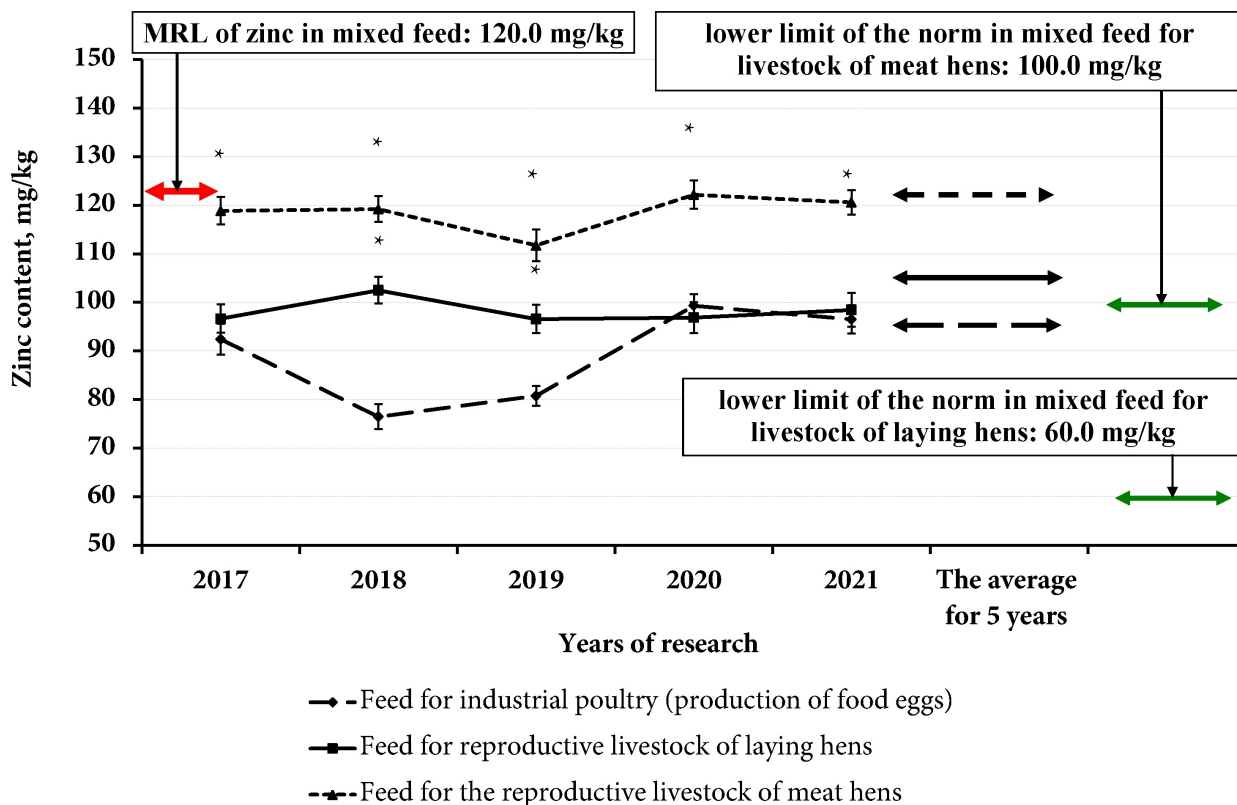 MRL of zinc in mixed feed: 120.0 mg/kg
lower limit of the norm in mixed feed for
livestock of meat hens: 100.0 mg/kg
150
140
130
120
110
100
90
80
70
60
50
Zinc content, mg/kg
*
*
*
*
*
*
*
lower limit of the norm in mixed feed for
livestock of laying hens: 60.0 mg/kg
2017
2018
2019
2020
2021
The average
for 5 years
Years of research
Feed for industrial poultry (production of food eggs)
Feed for reproductive livestock of laying hens
Feed for the reproductive livestock of meat hens